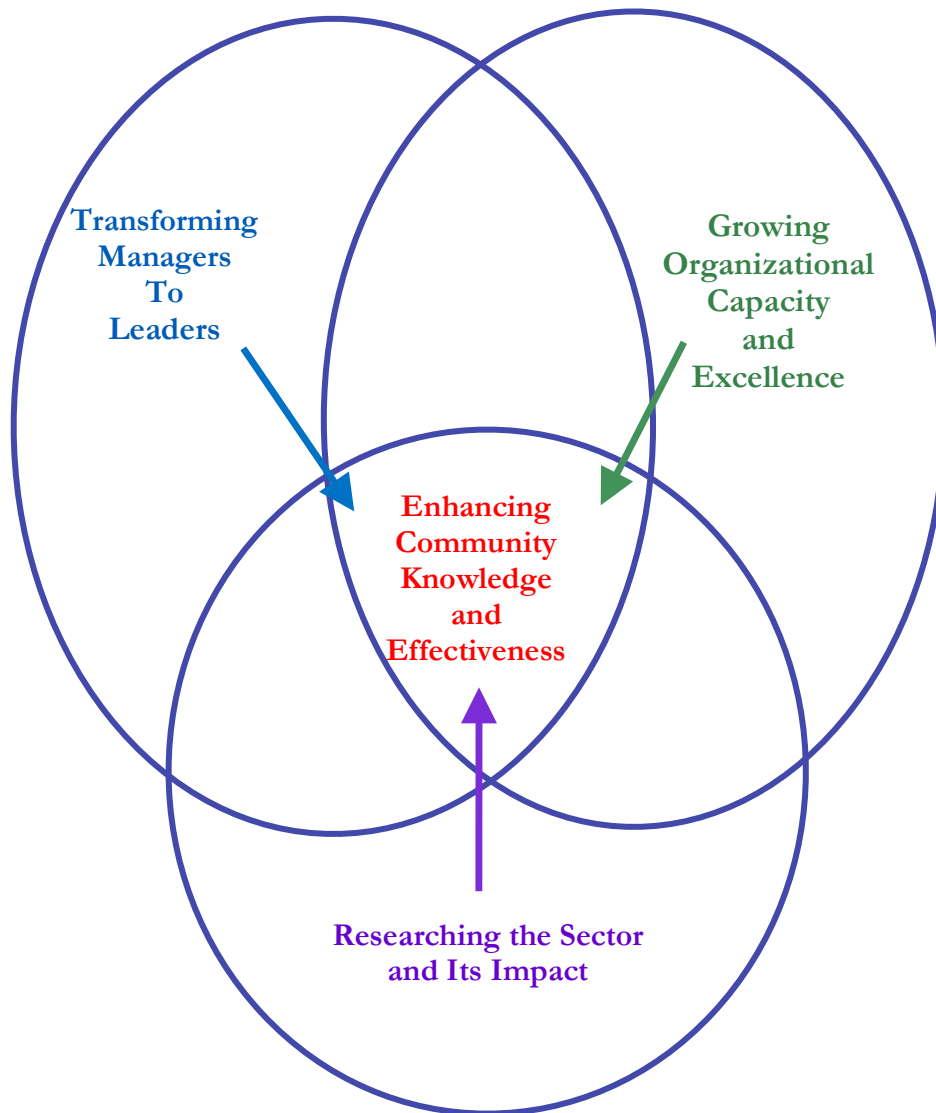 Transforming
Managers
To
Leaders
Growing
Organizational
Capacity
and
Excellence
Enhancing
Community
Knowledge
and
Effectiveness
Researching the Sector
and Its Impact